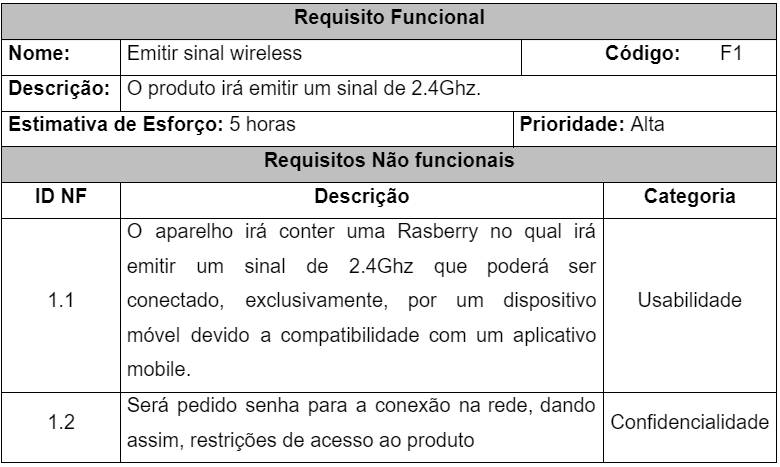 Requisito Funcional
Nome: Emitir sinal wireless Código: F1
Descrição: O produto irá emitir um sinal de 2.4Ghz.
Estimativa de Esforço: 5 horas Prioridade: Alta
Requisitos Não funcionais
ID NF Descrição Categoria
1.1
O aparelho irá conter uma Rasberry no qual irá
emitir um sinal de 2.4Ghz que poderá ser
conectado, exclusivamente, por um dispositivo
móvel devido a compatibilidade com um aplicativo
mobile.
Usabilidade
1.2
Será pedido senha para a conexão na rede, dando
assim, restrições de acesso ao produto
Confidencialidade